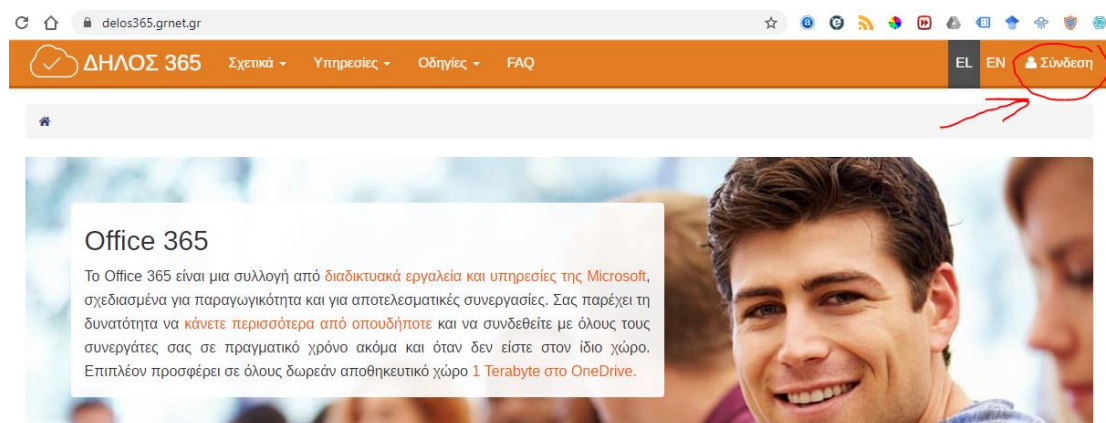 delos365.grnet.gr
ΔΗΛΟΣ 365 Σχετικά Υπηρεσίες Οδηγίες FAQ EL EN Σύνδεση
Office 365
Το Office 365 είναι μια συλλογή από διαδικτυακά εργαλεία και υπηρεσίες της Microsoft,
σχεδιασμένα για παραγωγικότητα και για αποτελεσματικές συνεργασίες. Σας παρέχει τη
δυνατότητα να κάνετε περισσότερα από οπουδήποτε και να συνδεθείτε με όλους τους
συνεργάτες σας σε πραγματικό χρόνο ακόμα και όταν δεν είστε στον ίδιο χώρο.
Επιπλέον προσφέρει σε όλους δωρεάν αποθηκευτικό χώρο 1 Terabyte στο OneDrive.